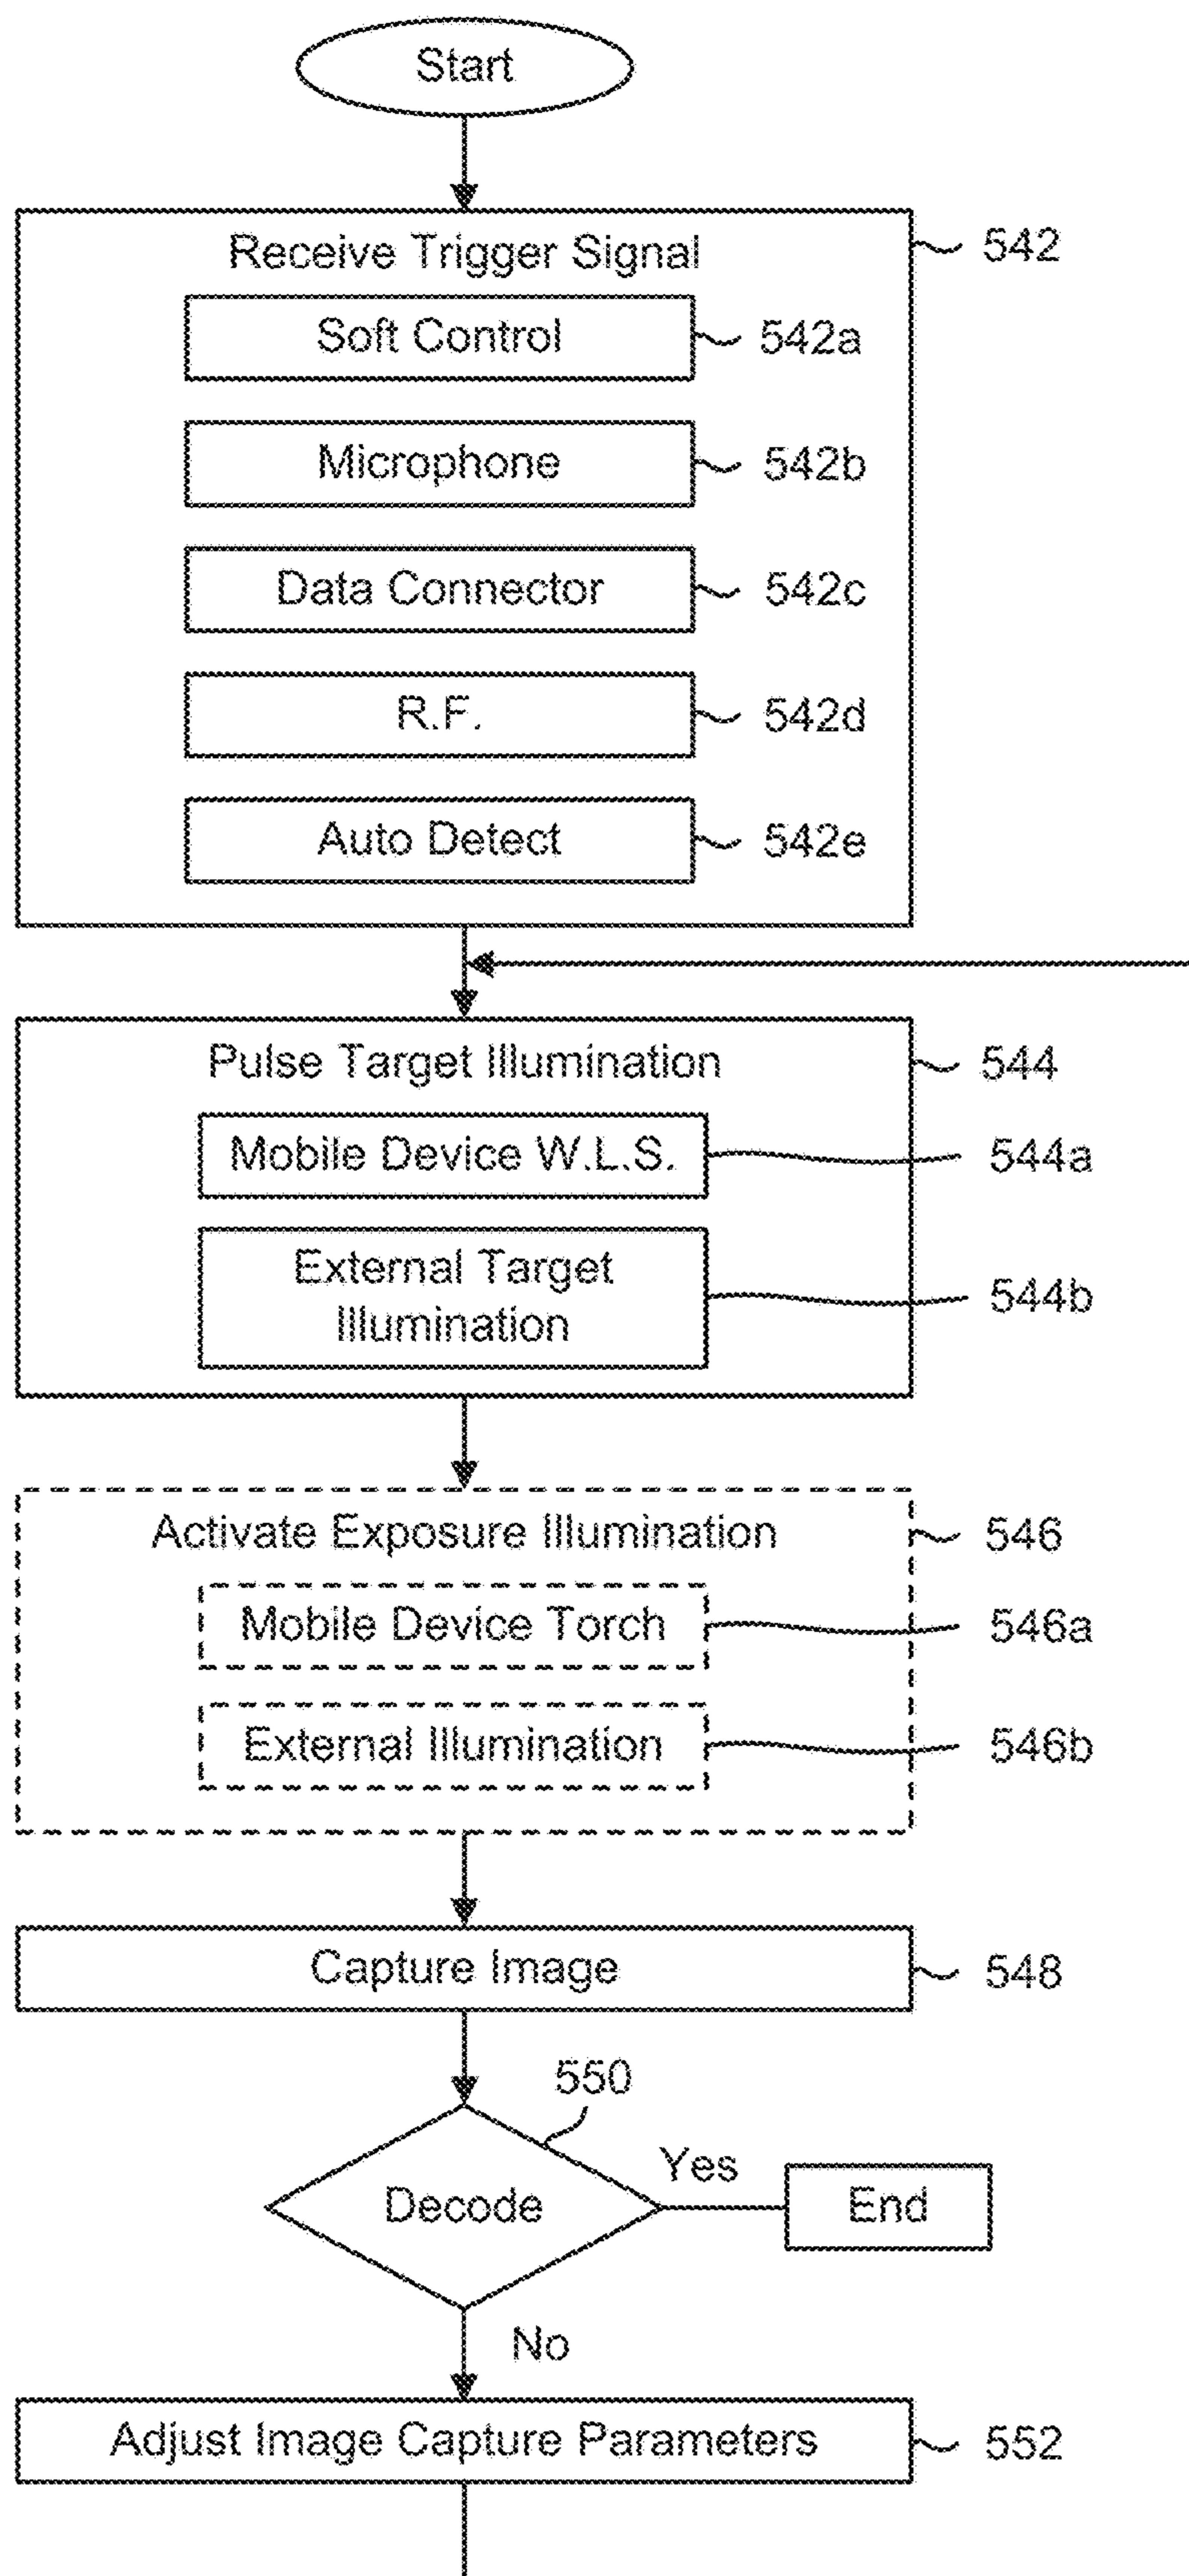 Start
Receive Trigger Signal
542
Soft Control
542a
Microphone
542b
Data Connector
542c
R.F.
542d
Auto Detect
542e
Pulse Target Illumination
544
Mobile Device W.L.S.
544a
External Target
Illumination
544b
Activate Exposure Illumination
546
Mobile Device Torch
546a
External Illumination
546b
Capture Image
548
550
Decode
Yes
End
No
Adjust Image Capture Parameters
552